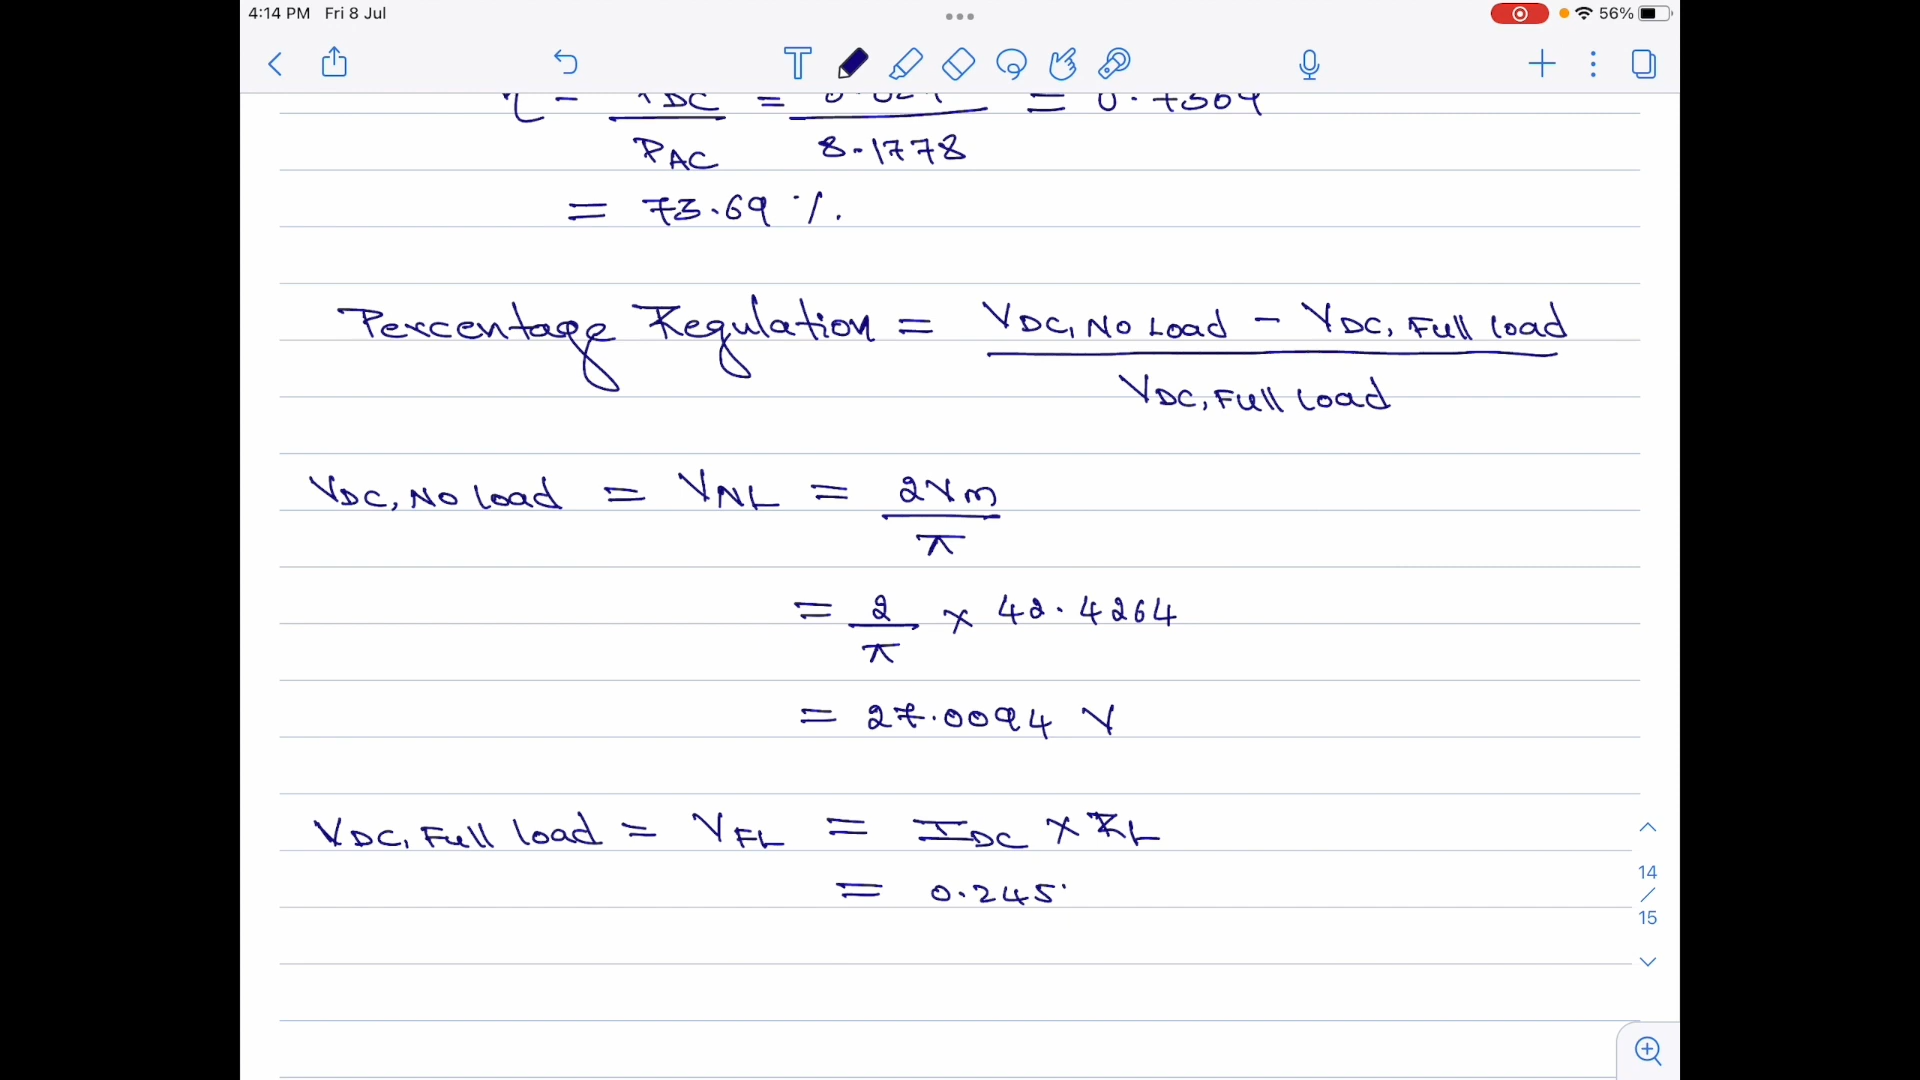 4:14 PM Fri 8 Jul
56%
PAC 8.1778
= 73.69 %.
Percentage Regulation = VDC, No Load - VDC, Full load
VDC, Full Load
VDC, No load = VNL = 2Vm
π
= 2 × 42.4264
π
= 27.0094 V
VDC, Full load = VFL = IDC × RL
= 0.245
14
/
15